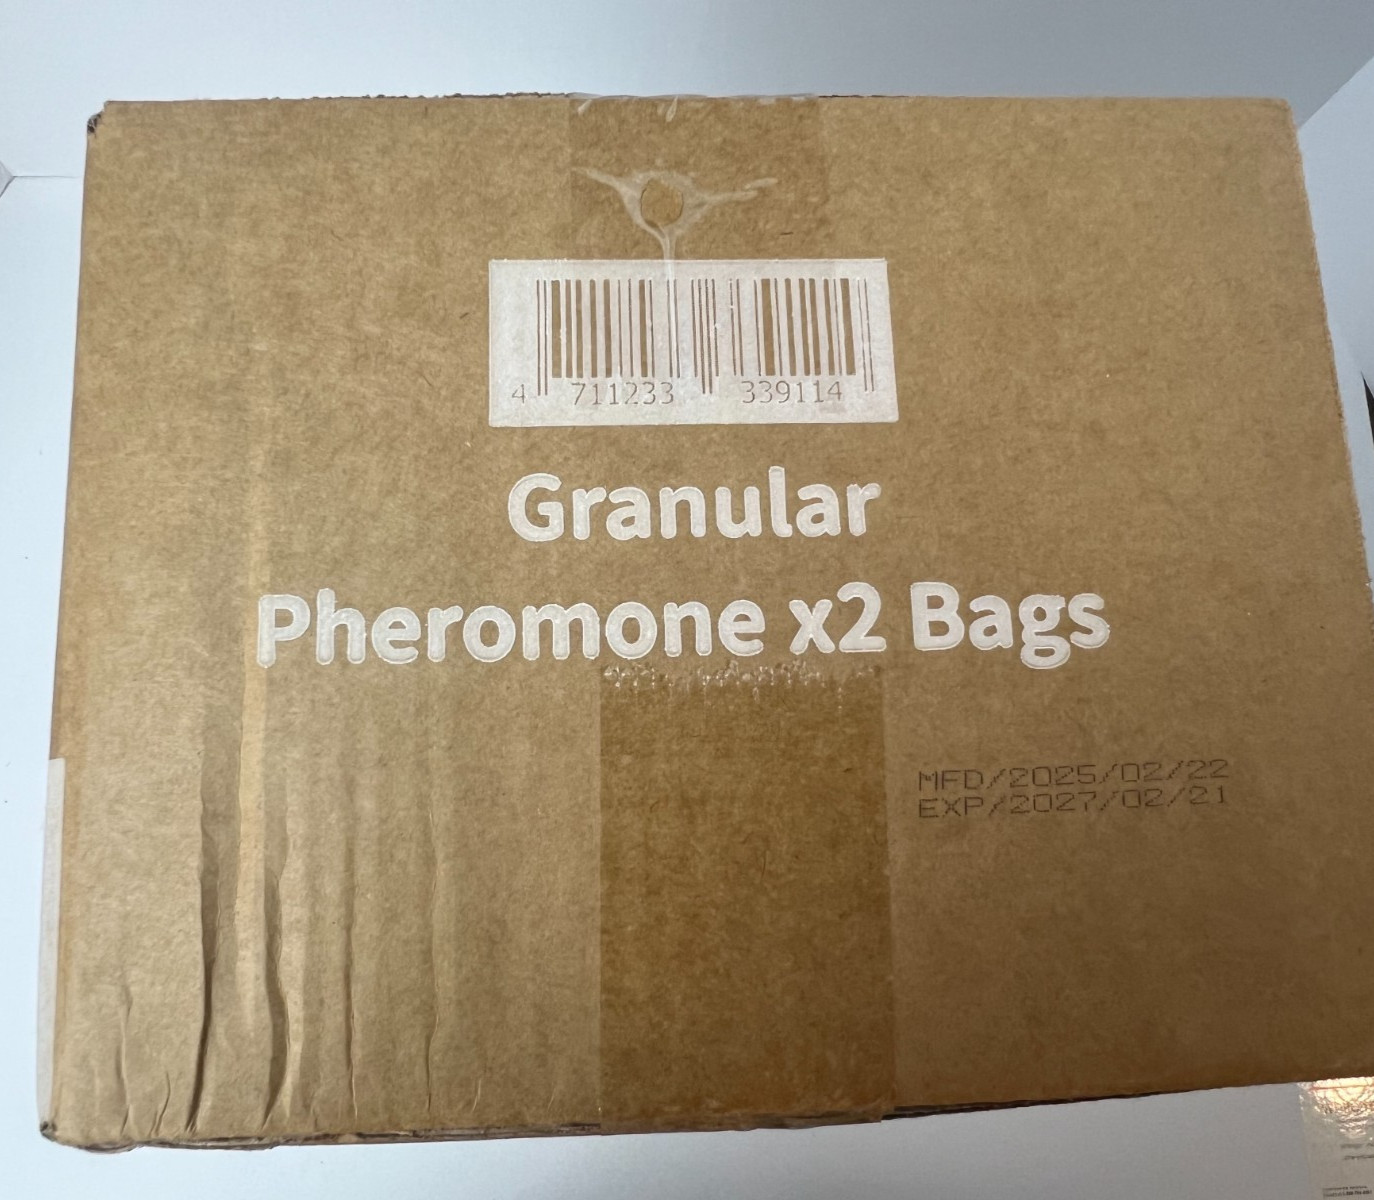 4 711233 339114
Granular
Pheromone x2 Bags
MFD/2025/02/22
EXP/2027/02/21